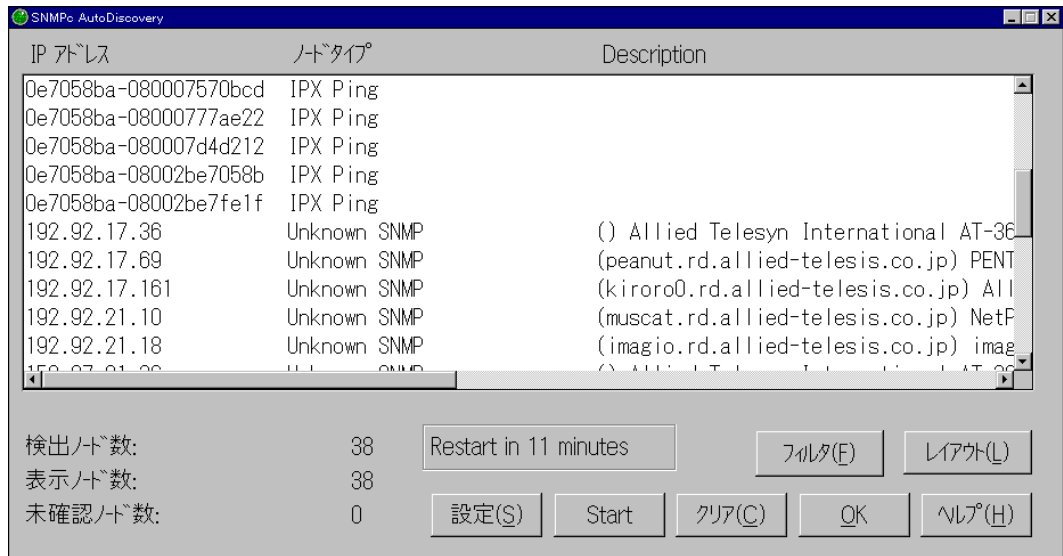 SNMPc AutoDiscovery
IP ｱﾄﾞﾚｽ ﾉｰﾄﾞﾀｲﾌﾟ Description
0e7058ba-080007570bcd IPX Ping
0e7058ba-08000777ae22 IPX Ping
0e7058ba-080007d4d212 IPX Ping
0e7058ba-08002be7058b IPX Ping
0e7058ba-08002be7fe1f IPX Ping
192.92.17.36 Unknown SNMP () Allied Telesyn International AT-36
192.92.17.69 Unknown SNMP (peanut.rd.allied-telesis.co.jp) PENT
192.92.17.161 Unknown SNMP (kiroro0.rd.allied-telesis.co.jp) All
192.92.21.10 Unknown SNMP (muscat.rd.allied-telesis.co.jp) NetP
192.92.21.18 Unknown SNMP (imagio.rd.allied-telesis.co.jp) imag
検出ﾉｰﾄﾞ数: 38 Restart in 11 minutes ﾌｨﾙﾀ(F) ﾚｲｱｳﾄ(L)
表示ﾉｰﾄﾞ数: 38
未確認ﾉｰﾄﾞ数: 0 設定(S) Start ｸﾘｱ(C) OK ﾍﾙﾌﾟ(H)